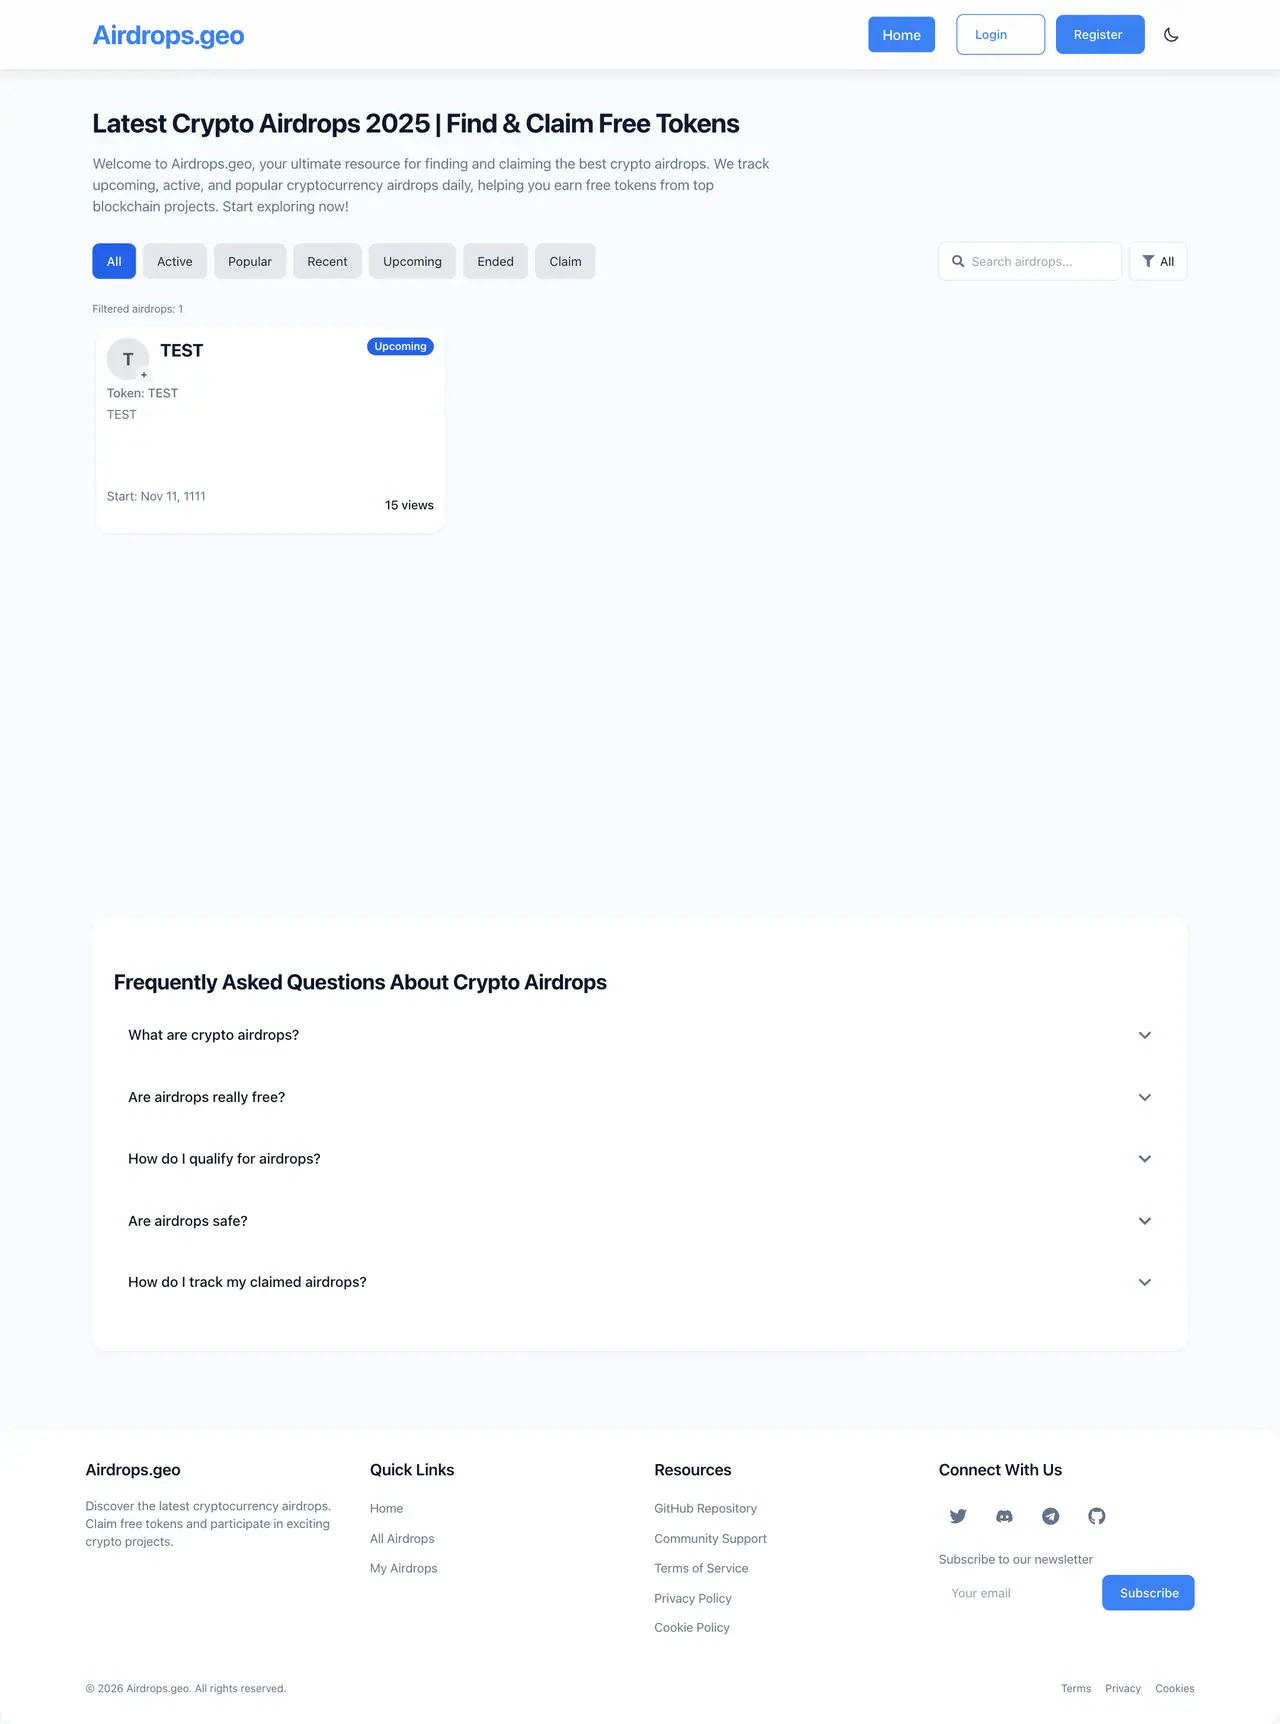 Airdrops.geo
Home
Login
Register
Latest Crypto Airdrops 2025 | Find & Claim Free Tokens
Welcome to Airdrops.geo, your ultimate resource for finding and claiming the best crypto airdrops. We track
upcoming, active, and popular cryptocurrency airdrops daily, helping you earn free tokens from top
blockchain projects. Start exploring now!
All
Active
Popular
Recent
Upcoming
Ended
Claim
Search airdrops...
All
Filtered airdrops: 1
T
+
TEST
Upcoming
Token: TEST
TEST
Start: Nov 11, 1111
15 views
Frequently Asked Questions About Crypto Airdrops
What are crypto airdrops?
Are airdrops really free?
How do I qualify for airdrops?
Are airdrops safe?
How do I track my claimed airdrops?
Airdrops.geo
Discover the latest cryptocurrency airdrops.
Claim free tokens and participate in exciting
crypto projects.
Quick Links
Home
All Airdrops
My Airdrops
Resources
GitHub Repository
Community Support
Terms of Service
Privacy Policy
Cookie Policy
Connect With Us
Subscribe to our newsletter
Your email
Subscribe
© 2026 Airdrops.geo. All rights reserved.
Terms
Privacy
Cookies